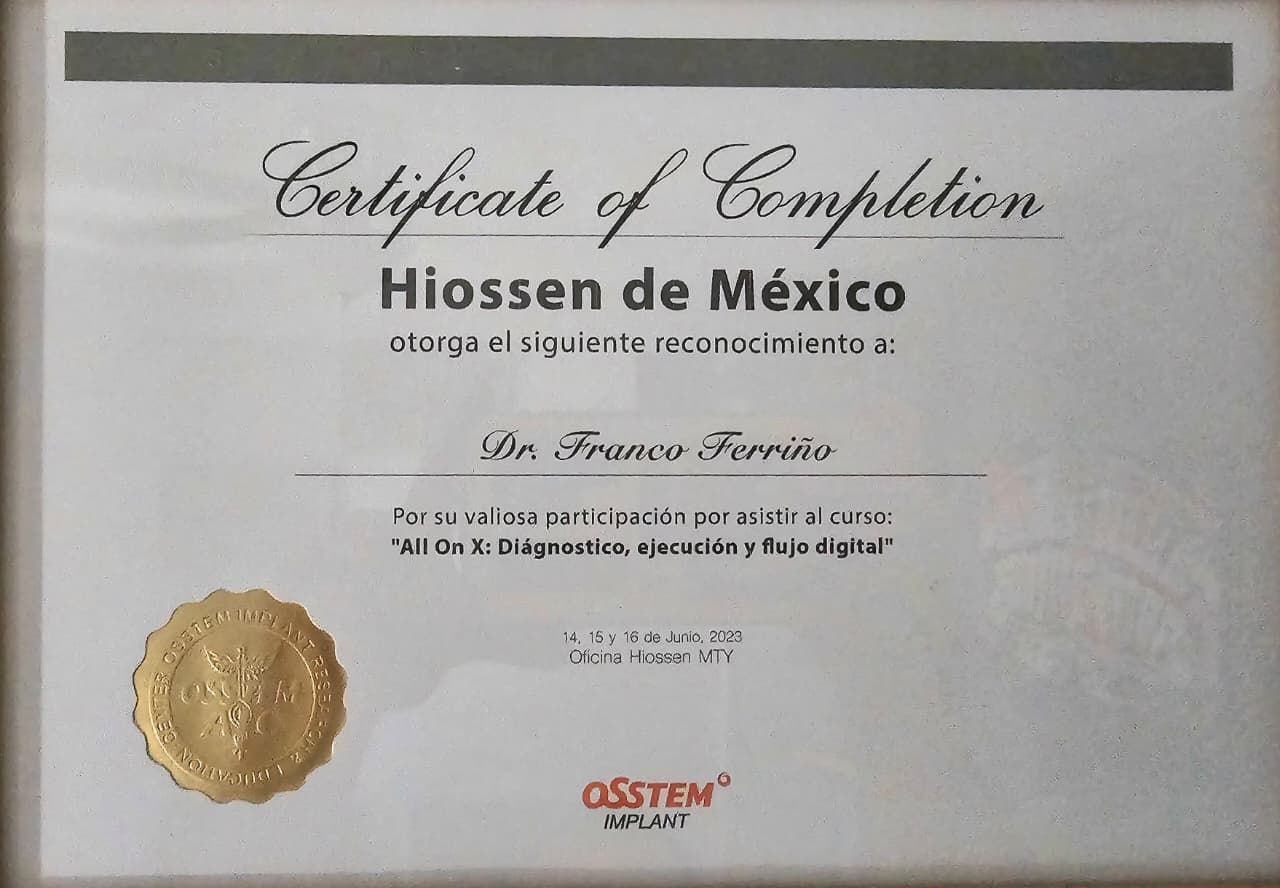 Certificate of Completion
Hiossen de México
otorga el siguiente reconocimiento a:
Dr. Franco Ferriño
Por su valiosa participación por asistir al curso:
"All On X: Diágnostico, ejecución y flujo digital"
14, 15 y 16 de Junio, 2023
Oficina Hiossen MTY
OSSTEM IMPLANT RESEARCH & EDUCATION CENTER
OSSTEM
AIC
OSSTEM
IMPLANT